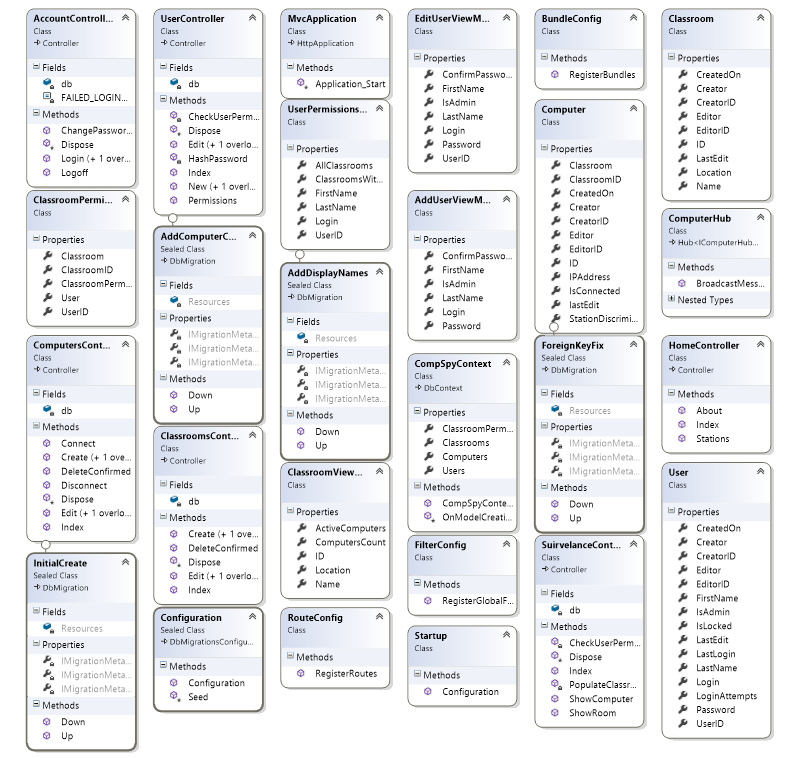 AccountControll...
Class
Controller
Fields
db
FAILED_LOGIN...
Methods
ChangePasswor...
Dispose
Login (+ 1 over...
Logoff
ClassroomPermi...
Class
Properties
Classroom
ClassroomID
ClassroomPerm...
User
UserID
ComputersCont...
Class
Controller
Fields
db
Methods
Connect
Create (+ 1 ove...
DeleteConfirmed
Disconnect
Dispose
Edit (+ 1 overlo...
Index
InitialCreate
Sealed Class
DbMigration
Fields
Resources
Properties
IMigrationMeta...
IMigrationMeta...
IMigrationMeta...
Methods
Down
Up
UserController
Class
Controller
Fields
db
Methods
CheckUserPerm...
Dispose
Edit (+ 1 overlo...
HashPassword
Index
New (+ 1 overl...
Permissions
AddComputerC...
Sealed Class
DbMigration
Fields
Resources
Properties
IMigrationMeta...
IMigrationMeta...
IMigrationMeta...
Methods
Down
Up
ClassroomsCont...
Class
Controller
Fields
db
Methods
Create (+ 1 ove...
DeleteConfirmed
Dispose
Edit (+ 1 overlo...
Index
Configuration
Sealed Class
DbMigrationsConfigu...
Methods
Configuration
Seed
MvcApplication
Class
HttpApplication
Methods
Application_Start
UserPermissions...
Class
Properties
AllClassrooms
ClassroomsWit...
FirstName
LastName
Login
UserID
AddDisplayNames
Sealed Class
DbMigration
Fields
Resources
Properties
IMigrationMeta...
IMigrationMeta...
IMigrationMeta...
Methods
Down
Up
ClassroomView...
Class
Properties
ActiveComputers
ComputersCount
ID
Location
Name
RouteConfig
Class
Methods
RegisterRoutes
EditUserViewM...
Class
Properties
ConfirmPasswo...
FirstName
IsAdmin
LastName
Login
Password
UserID
AddUserViewM...
Class
Properties
ConfirmPasswo...
FirstName
IsAdmin
LastName
Login
Password
CompSpyContext
Class
DbContext
Properties
ClassroomPerm...
Classrooms
Computers
Users
Methods
CompSpyConte...
OnModelCreati...
FilterConfig
Class
Methods
RegisterGlobalF...
Startup
Class
Methods
Configuration
BundleConfig
Class
Methods
RegisterBundles
Computer
Class
Properties
Classroom
ClassroomID
CreatedOn
Creator
CreatorID
Editor
EditorID
ID
IPAddress
IsConnected
lastEdit
StationDiscrimi...
ForeignKeyFix
Sealed Class
DbMigration
Fields
Resources
Properties
IMigrationMeta...
IMigrationMeta...
IMigrationMeta...
Methods
Down
Up
SuirvelanceCont...
Class
Controller
Fields
db
Methods
CheckUserPerm...
Dispose
Index
PopulateClassr...
ShowComputer
ShowRoom
Classroom
Class
Properties
CreatedOn
Creator
CreatorID
Editor
EditorID
ID
LastEdit
Location
Name
ComputerHub
Class
Hub<IComputerHub...
Methods
BroadcastMess...
Nested Types
HomeController
Class
Controller
Methods
About
Index
Stations
User
Class
Properties
CreatedOn
Creator
CreatorID
Editor
EditorID
FirstName
IsAdmin
IsLocked
LastEdit
LastLogin
LastName
Login
LoginAttempts
Password
UserID